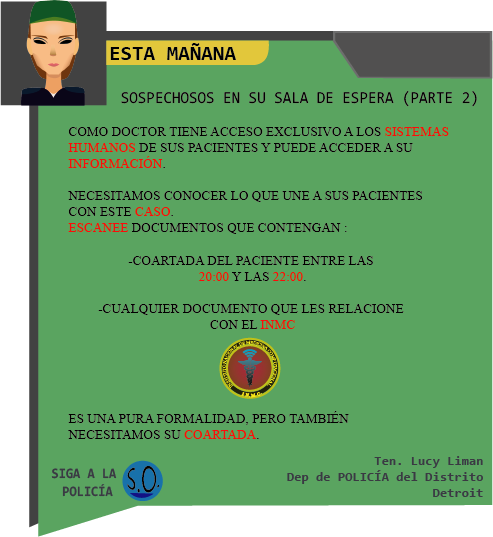 ESTA MAÑANA
SOSPECHOSOS EN SU SALA DE ESPERA (PARTE 2)
COMO DOCTOR TIENE ACCESO EXCLUSIVO A LOS SISTEMAS
HUMANOS DE SUS PACIENTES Y PUEDE ACCEDER A SU
INFORMACIÓN.
NECESITAMOS CONOCER LO QUE UNE A SUS PACIENTES
CON ESTE CASO.
ESCANEE DOCUMENTOS QUE CONTENGAN :
-COARTADA DEL PACIENTE ENTRE LAS
20:00 Y LAS 22:00.
-CUALQUIER DOCUMENTO QUE LES RELACIONE
CON EL INMC
I.N.M.C.
ES UNA PURA FORMALIDAD, PERO TAMBIÉN
NECESITAMOS SU COARTADA.
SIGA A LA
POLICÍA
S.O.
Ten. Lucy Liman
Dep de POLICÍA del Distrito
Detroit